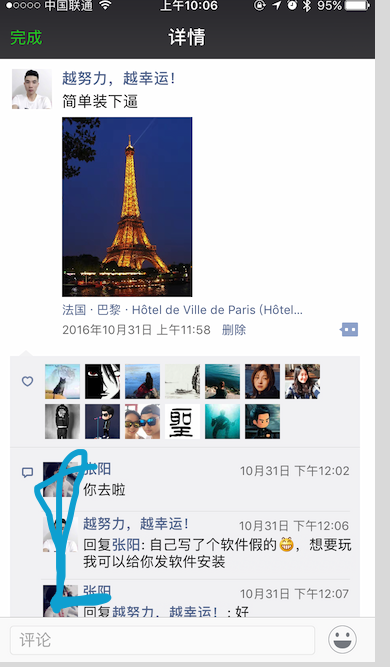 中国联通 上午10:06 95%
完成 详情
越努力，越幸运！
简单装下逼
法国 · 巴黎 · Hôtel de Ville de Paris (Hôtel...
2016年10月31日 上午11:58 删除
聖
张阳 10月31日 下午12:02
你去啦
越努力，越幸运！ 10月31日 下午12:06
回复张阳: 自己写了个软件假的😁，想要玩
我可以给你发软件安装
张阳 10月31日 下午12:07
回复越努力，越幸运！: 好
评论